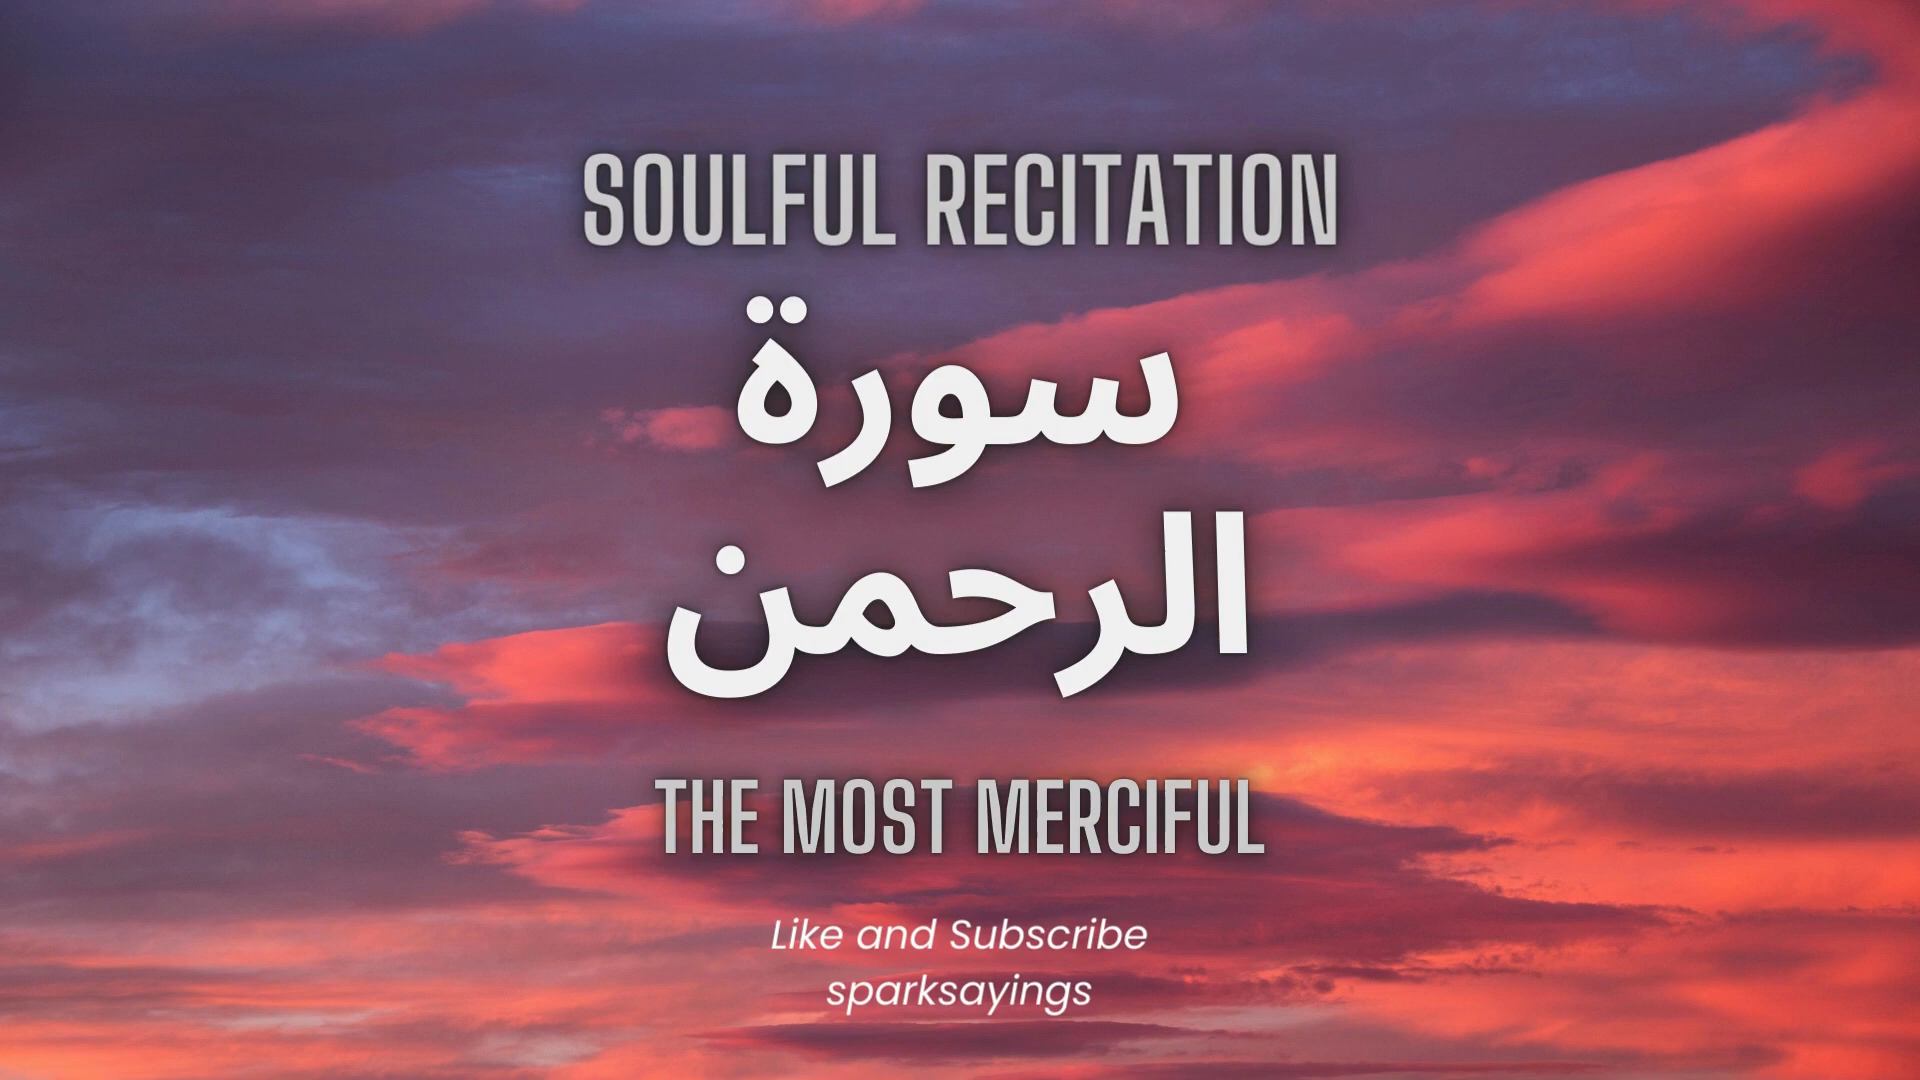 SOULFUL RECITATION
سورة
الرحمن
THE MOST MERCIFUL
Like and Subscribe
sparksayings